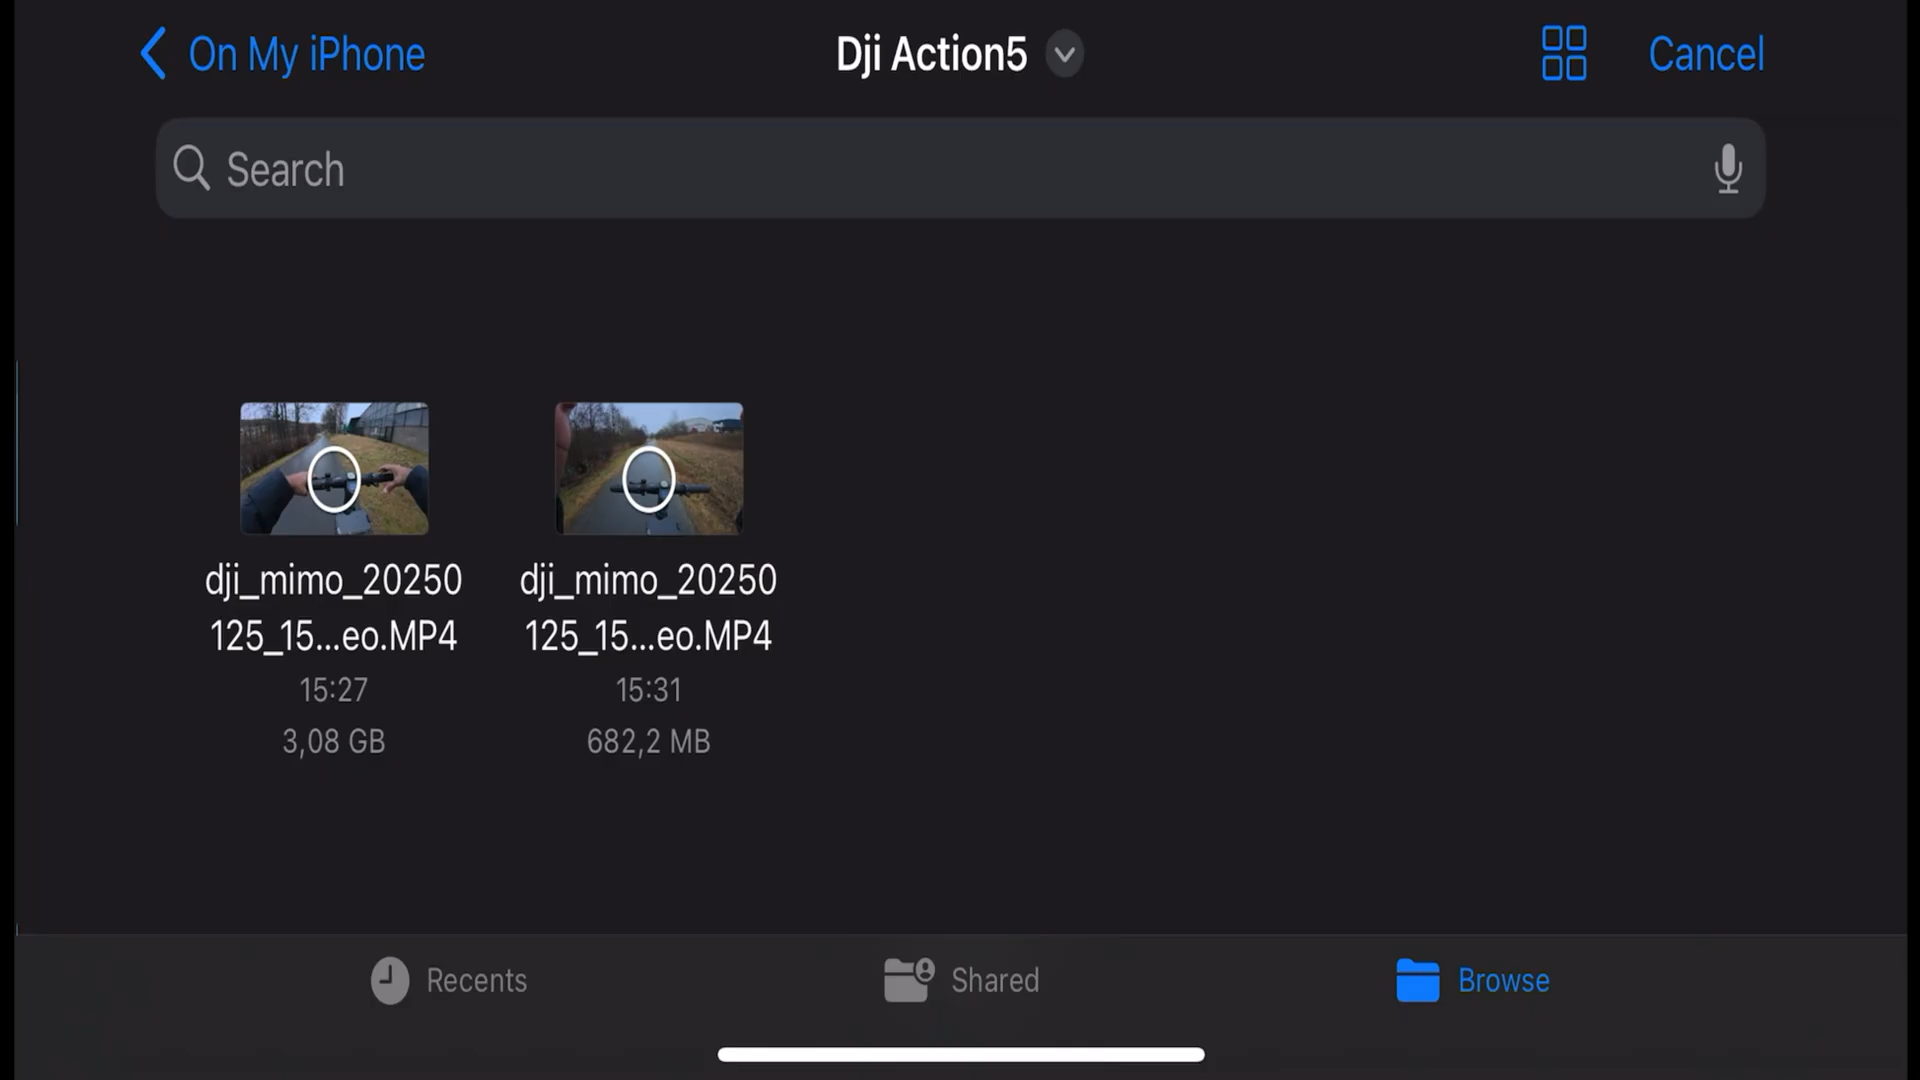 On My iPhone
Dji Action5
Cancel
Search
dji_mimo_20250
125_15...eo.MP4
15:27
3,08 GB
dji_mimo_20250
125_15...eo.MP4
15:31
682,2 MB
Recents
Shared
Browse